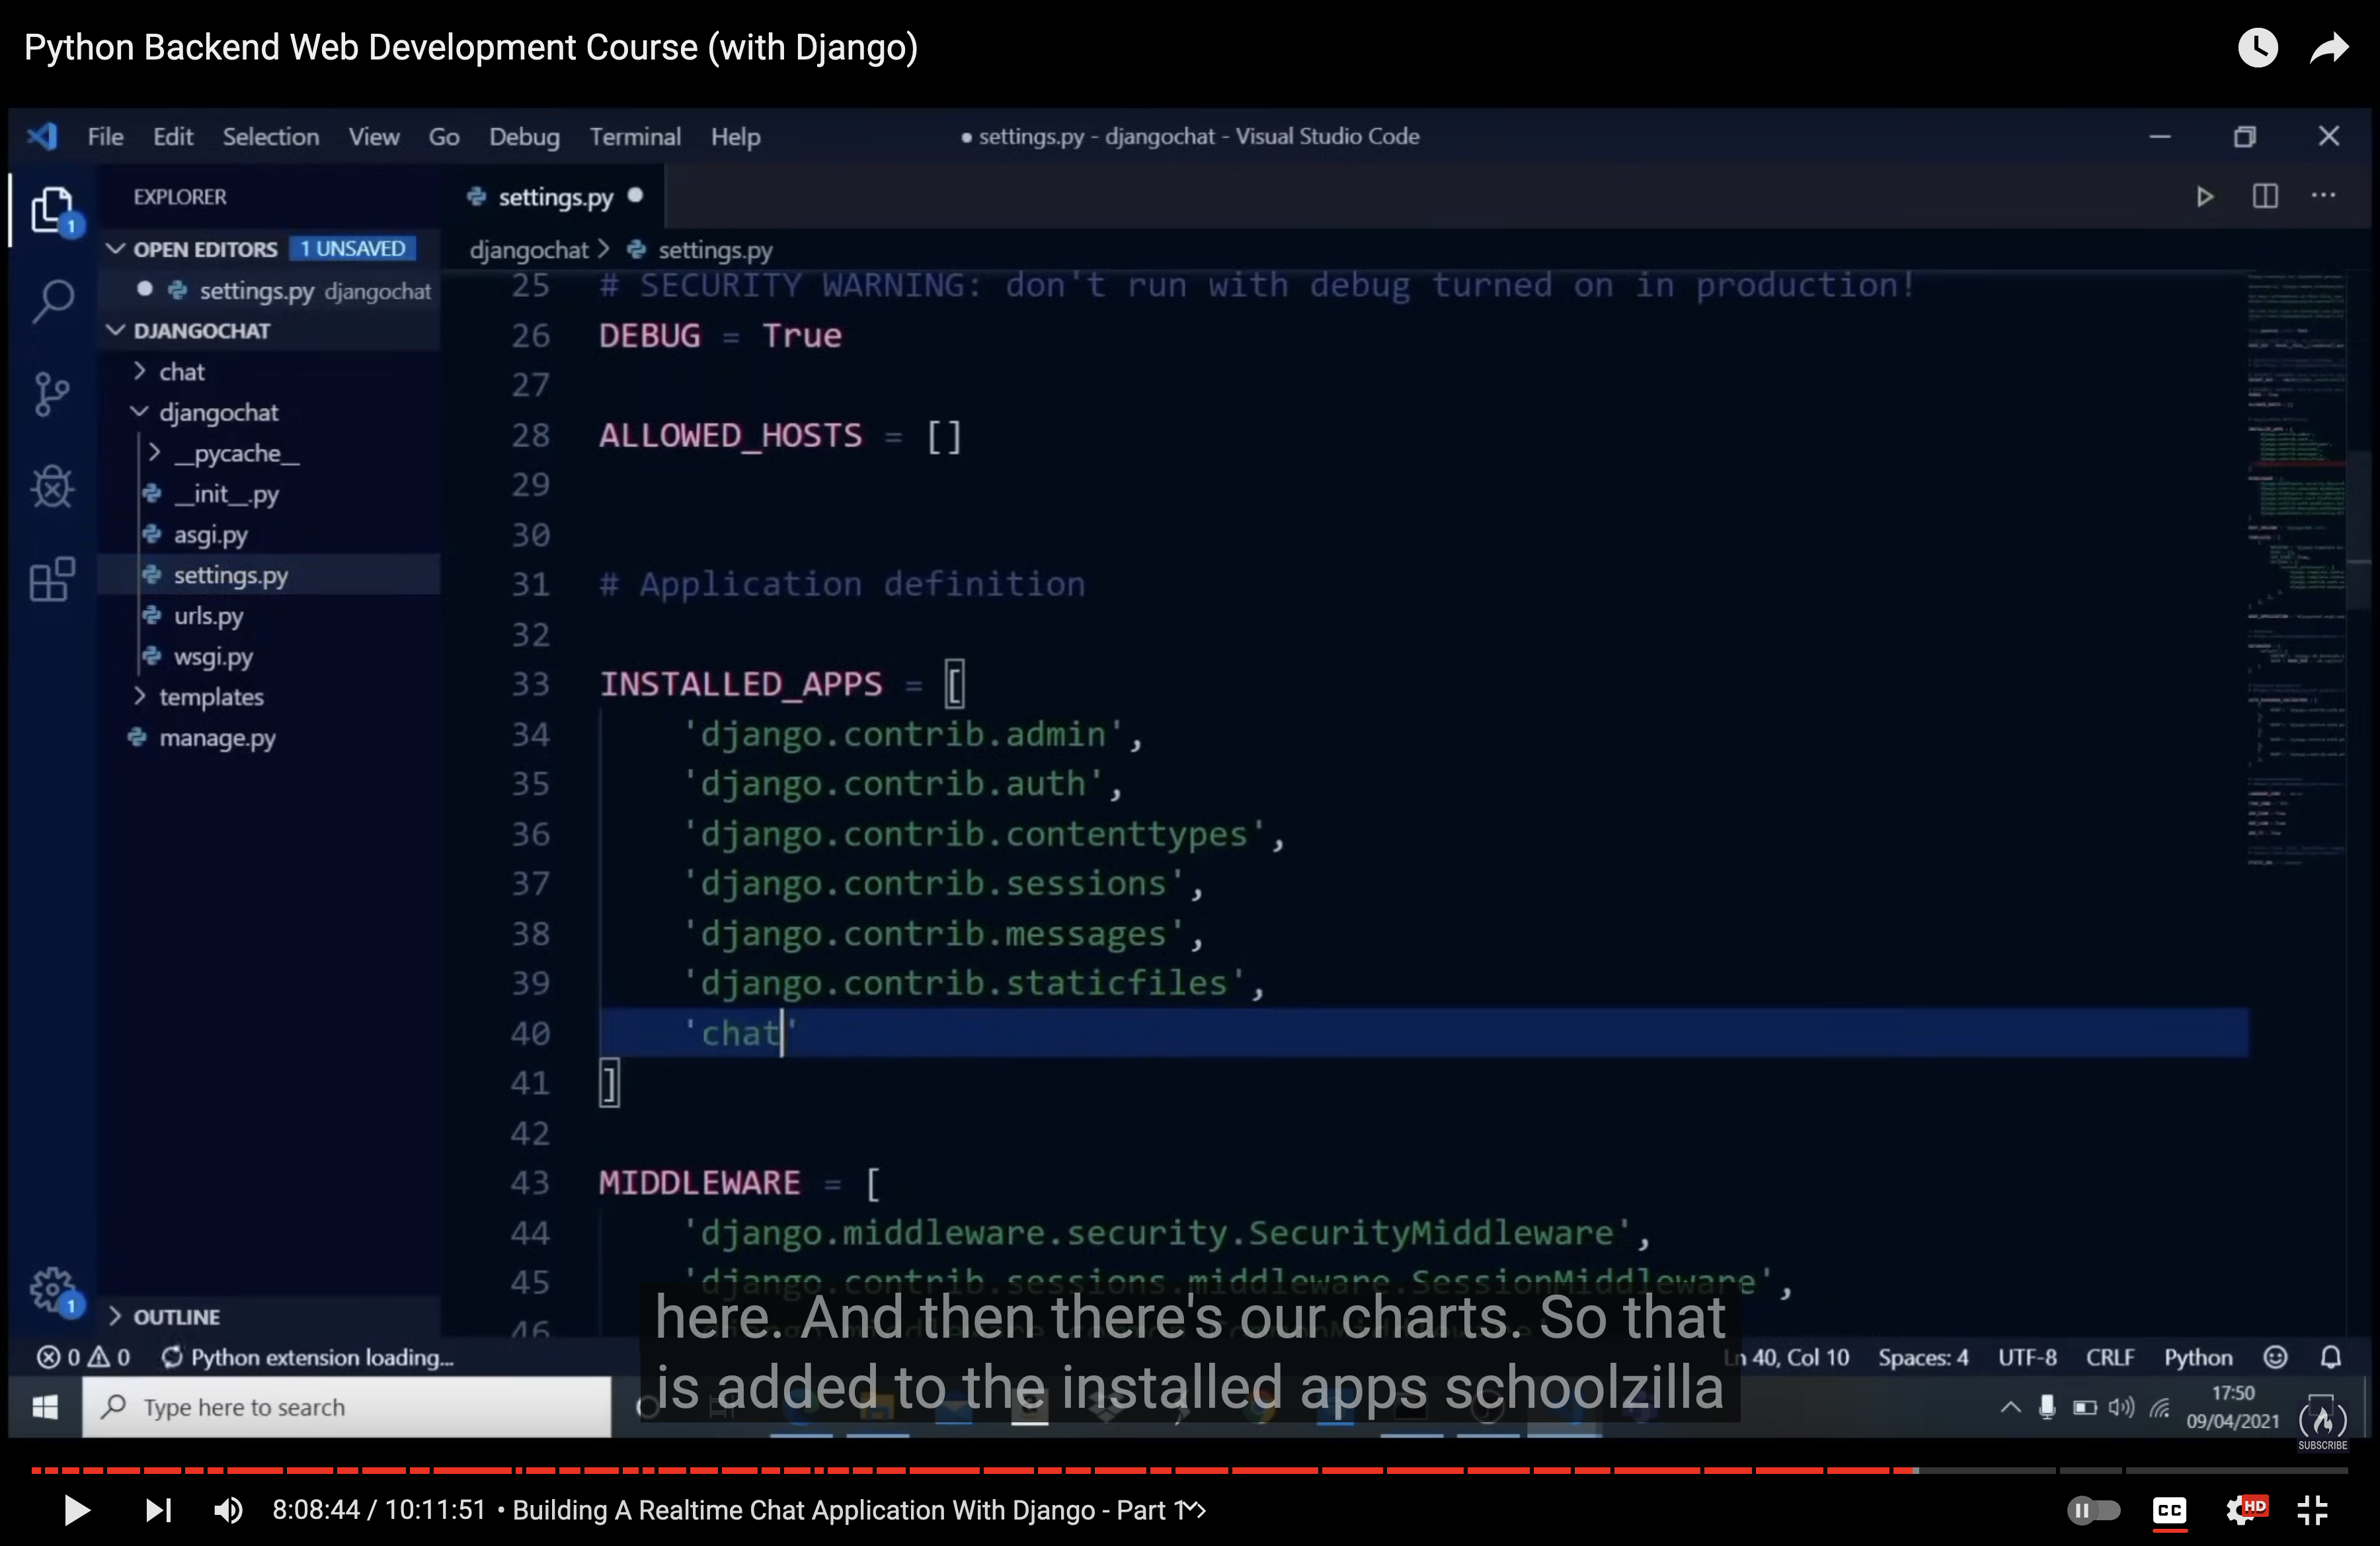 Python Backend Web Development Course (with Django)
File Edit Selection View Go Debug Terminal Help
● settings.py - djangochat - Visual Studio Code
EXPLORER
settings.py ●
1
OPEN EDITORS 1 UNSAVED
djangochat > settings.py
● settings.py djangochat
DJANGOCHAT
chat
djangochat
__pycache__
__init__.py
asgi.py
settings.py
urls.py
wsgi.py
templates
manage.py
25 # SECURITY WARNING: don't run with debug turned on in production!
26 DEBUG = True
27
28 ALLOWED_HOSTS = []
29
30
31 # Application definition
32
33 INSTALLED_APPS = [
34 'django.contrib.admin',
35 'django.contrib.auth',
36 'django.contrib.contenttypes',
37 'django.contrib.sessions',
38 'django.contrib.messages',
39 'django.contrib.staticfiles',
40 'chat'
41 ]
42
43 MIDDLEWARE = [
44 'django.middleware.security.SecurityMiddleware',
45 'django.contrib.sessions.middleware.SessionMiddleware',
46
1
OUTLINE
here. And then there's our charts. So that
is added to the installed apps schoolzilla
0 0 Python extension loading...
Ln 40, Col 10 Spaces: 4 UTF-8 CRLF Python
Type here to search
17:50
09/04/2021
SUBSCRIBE
8:08:44 / 10:11:51 • Building A Realtime Chat Application With Django - Part 1
CC
HD